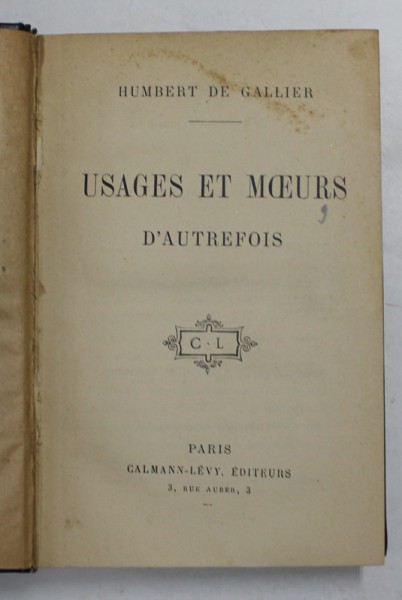 HUMBERT DE GALLIER
USAGES ET MŒURS
D'AUTREFOIS
C · L
PARIS
CALMANN-LÉVY, ÉDITEURS
3, RUE AUBER, 3